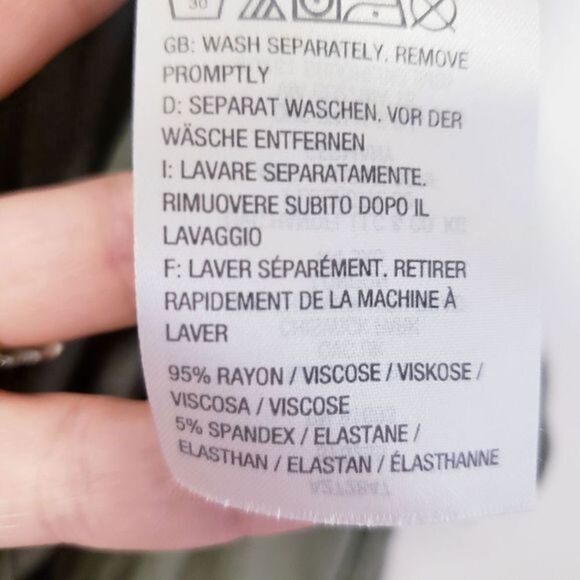 30
GB: WASH SEPARATELY. REMOVE
PROMPTLY
D: SEPARAT WASCHEN. VOR DER
WÄSCHE ENTFERNEN
I: LAVARE SEPARATAMENTE.
RIMUOVERE SUBITO DOPO IL
LAVAGGIO
F: LAVER SÉPARÉMENT. RETIRER
RAPIDEMENT DE LA MACHINE À
LAVER
95% RAYON / VISCOSE / VISKOSE /
VISCOSA / VISCOSE
5% SPANDEX / ELASTANE /
ELASTHAN / ELASTAN / ÉLASTHANNE